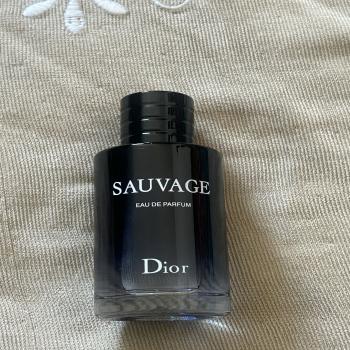 SAUVAGE
EAU DE PARFUM
Dior